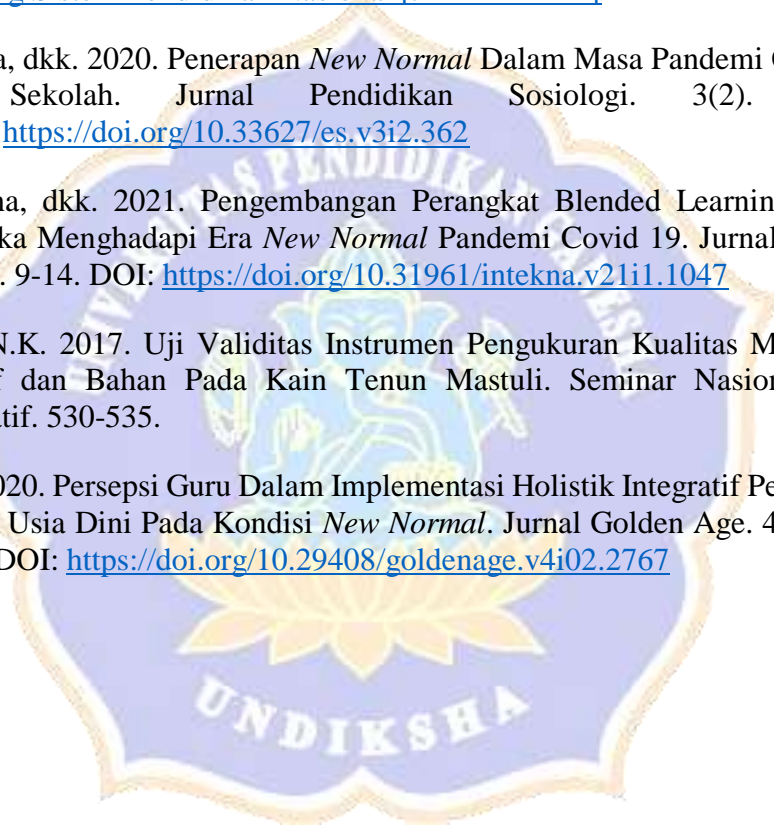 a, dkk. 2020. Penerapan New Normal Dalam Masa Pandemi
Sekolah. Jurnal Pendidikan Sosiologi. 3(2).
https://doi.org/10.33627/es.v3i2.362
na, dkk. 2021. Pengembangan Perangkat Blended Learnin
ka Menghadapi Era New Normal Pandemi Covid 19. Jurnal
. 9-14. DOI: https://doi.org/10.31961/intekna.v21i1.1047
N.K. 2017. Uji Validitas Instrumen Pengukuran Kualitas M
f dan Bahan Pada Kain Tenun Mastuli. Seminar Nasion
tif. 530-535.
020. Persepsi Guru Dalam Implementasi Holistik Integratif Pe
Usia Dini Pada Kondisi New Normal. Jurnal Golden Age. 4
DOI: https://doi.org/10.29408/goldenage.v4i02.2767
UNIVERSITAS PENDIDIKAN GANESHA
UNDIKSHA